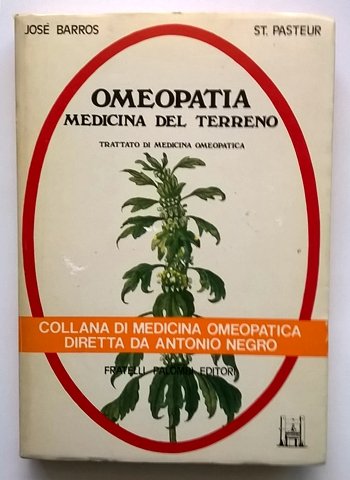 JOSÈ BARROS
ST. PASTEUR
OMEOPATIA
MEDICINA DEL TERRENO
TRATTATO DI MEDICINA OMEOPATICA
COLLANA DI MEDICINA OMEOPATICA
DIRETTA DA ANTONIO NEGRO
FRATELLI PALOMBI EDITORI